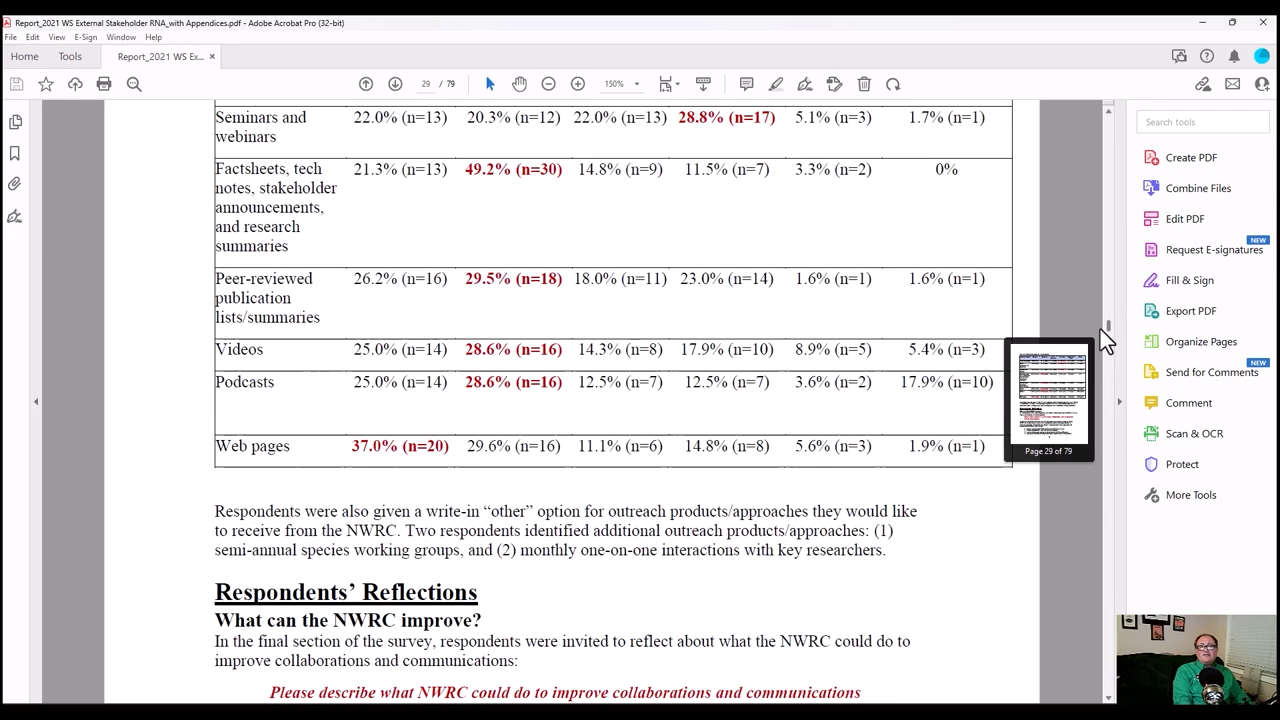 Report_2021 WS External Stakeholder RNA_with Appendices.pdf - Adobe Acrobat Pro (32-bit)
File Edit View E-Sign Window Help
Home Tools Report_2021 WS Ex... ×
29 / 79 150%
Search tools
Create PDF
Combine Files
Edit PDF
NEW
Request E-signatures
Fill & Sign
Export PDF
Organize Pages
NEW
Send for Comments
Comment
Scan & OCR
Protect
More Tools
Seminars and 22.0% (n=13) 20.3% (n=12) 22.0% (n=13) 28.8% (n=17) 5.1% (n=3) 1.7% (n=1)
webinars
Factsheets, tech 21.3% (n=13) 49.2% (n=30) 14.8% (n=9) 11.5% (n=7) 3.3% (n=2) 0%
notes, stakeholder
announcements,
and research
summaries
Peer-reviewed 26.2% (n=16) 29.5% (n=18) 18.0% (n=11) 23.0% (n=14) 1.6% (n=1) 1.6% (n=1)
publication
lists/summaries
Videos 25.0% (n=14) 28.6% (n=16) 14.3% (n=8) 17.9% (n=10) 8.9% (n=5) 5.4% (n=3)
Podcasts 25.0% (n=14) 28.6% (n=16) 12.5% (n=7) 12.5% (n=7) 3.6% (n=2) 17.9% (n=10)
Web pages 37.0% (n=20) 29.6% (n=16) 11.1% (n=6) 14.8% (n=8) 5.6% (n=3) 1.9% (n=1)
Page 29 of 79
Respondents were also given a write-in “other” option for outreach products/approaches they would like
to receive from the NWRC. Two respondents identified additional outreach products/approaches: (1)
semi-annual species working groups, and (2) monthly one-on-one interactions with key researchers.
Respondents’ Reflections
What can the NWRC improve?
In the final section of the survey, respondents were invited to reflect about what the NWRC could do to
improve collaborations and communications:
Please describe what NWRC could do to improve collaborations and communications